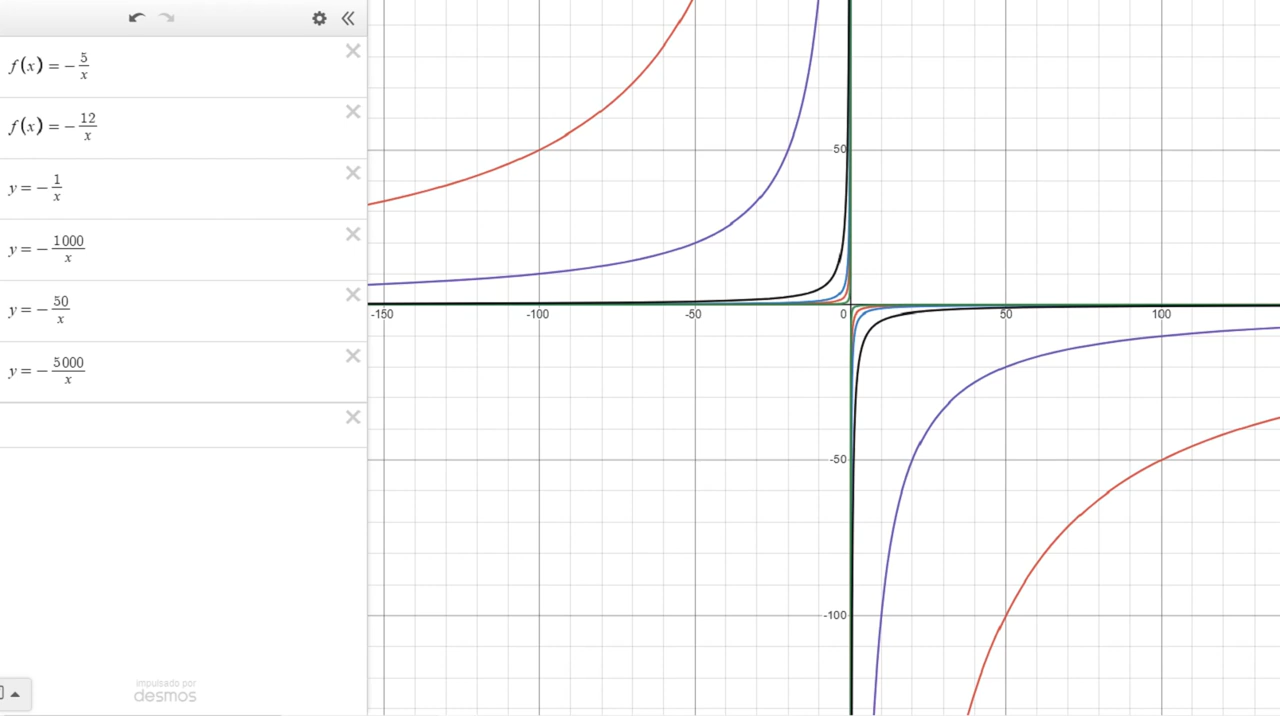 f(x) = −5/x
f(x) = −12/x
y = −1/x
y = −1000/x
y = −50/x
y = −5000/x
impulsado por
desmos
50
-150 -100 -50 0 50 100
-50
-100